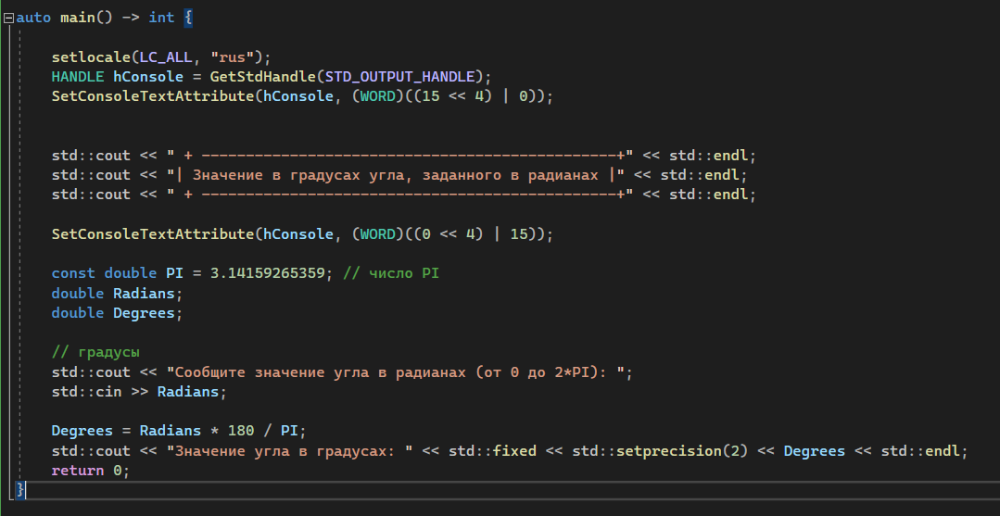 auto main() -> int {
setlocale(LC_ALL, "rus");
HANDLE hConsole = GetStdHandle(STD_OUTPUT_HANDLE);
SetConsoleTextAttribute(hConsole, (WORD)((15 << 4) | 0));
std::cout << " + -----------------------------------------------+" << std::endl;
std::cout << "| Значение в градусах угла, заданного в радианах |" << std::endl;
std::cout << " + -----------------------------------------------+" << std::endl;
SetConsoleTextAttribute(hConsole, (WORD)((0 << 4) | 15));
const double PI = 3.14159265359; // число PI
double Radians;
double Degrees;
// градусы
std::cout << "Сообщите значение угла в радианах (от 0 до 2*PI): ";
std::cin >> Radians;
Degrees = Radians * 180 / PI;
std::cout << "Значение угла в градусах: " << std::fixed << std::setprecision(2) << Degrees << std::endl;
return 0;
}